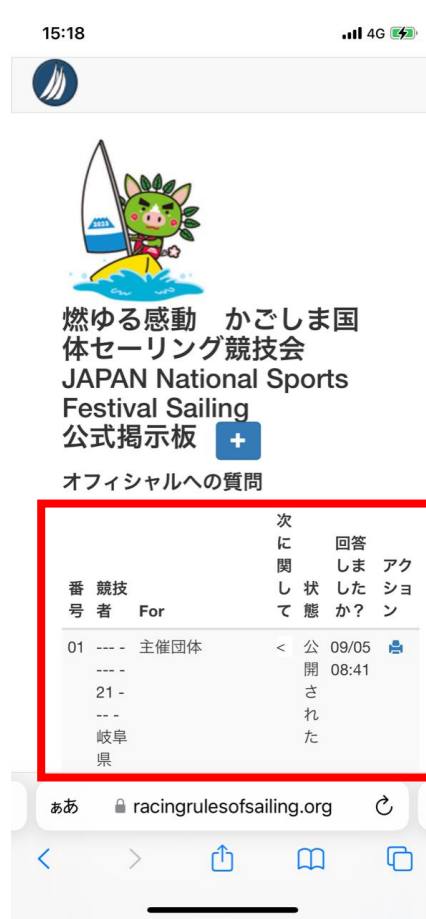 15:18
4G
2023
燃ゆる感動　かごしま国
体セーリング競技会
JAPAN National Sports
Festival Sailing
公式掲示板 +
オフィシャルへの質問
番号 競技者 For 次に関して 状態 回答しましたか？ アクション
01 --- - --- - 21 - -- - 岐阜県 主催団体 < 公開された 09/05 08:41
ぁあ racingrulesofsailing.org